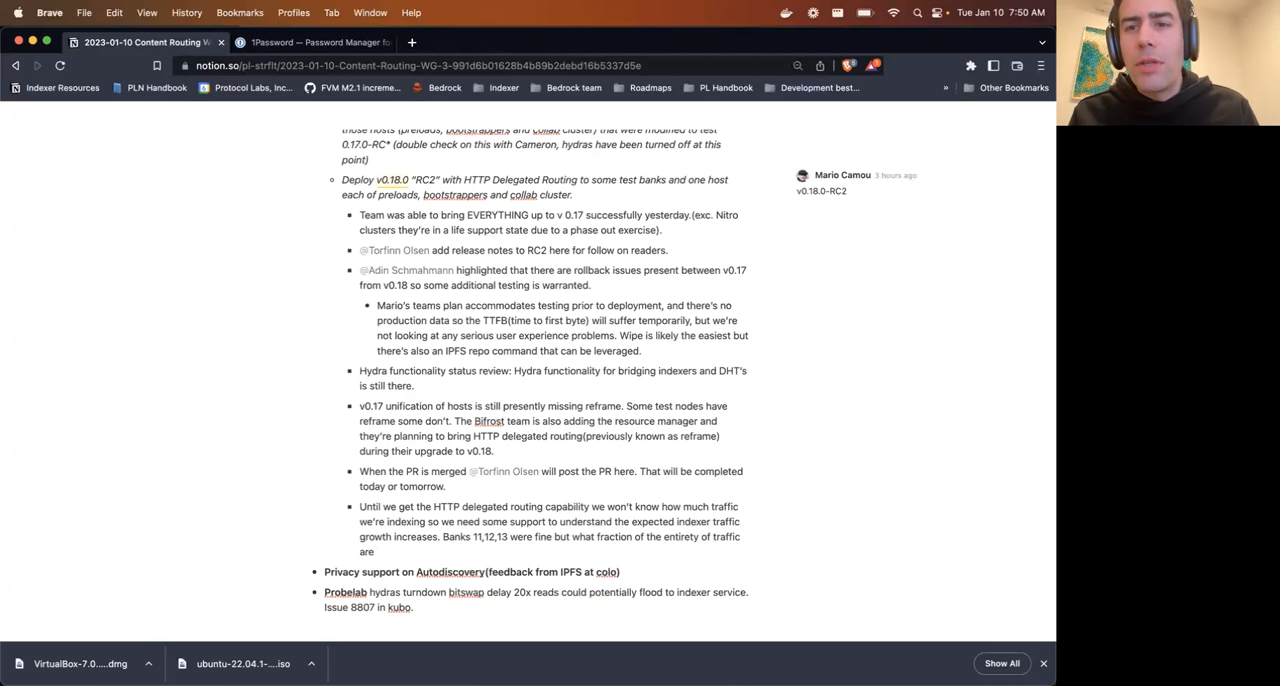 Brave File Edit View History Bookmarks Profiles Tab Window Help Tue Jan 10 7:50 AM
2023-01-10 Content Routing W
1Password — Password Manager fo
notion.so/pl-strflt/2023-01-10-Content-Routing-WG-3-991d6b01628b4b89b2debd16b5337d5e
Indexer Resources PLN Handbook Protocol Labs, Inc... FVM M2.1 increme... Bedrock Indexer Bedrock team Roadmaps PL Handbook Development best... » Other Bookmarks
those hosts (preloads, bootstrappers and collab cluster) that were modified to test
0.17.0-RC* (double check on this with Cameron, hydras have been turned off at this
point)
Deploy v0.18.0 “RC2” with HTTP Delegated Routing to some test banks and one host
each of preloads, bootstrappers and collab cluster.
Mario Camou 3 hours ago
v0.18.0-RC2
Team was able to bring EVERYTHING up to v 0.17 successfully yesterday.(exc. Nitro
clusters they’re in a life support state due to a phase out exercise).
@Torfinn Olsen add release notes to RC2 here for follow on readers.
@Adin Schmahmann highlighted that there are rollback issues present between v0.17
from v0.18 so some additional testing is warranted.
Mario’s teams plan accommodates testing prior to deployment, and there’s no
production data so the TTFB(time to first byte) will suffer temporarily, but we’re
not looking at any serious user experience problems. Wipe is likely the easiest but
there’s also an IPFS repo command that can be leveraged.
Hydra functionality status review: Hydra functionality for bridging indexers and DHT’s
is still there.
v0.17 unification of hosts is still presently missing reframe. Some test nodes have
reframe some don’t. The Bifrost team is also adding the resource manager and
they’re planning to bring HTTP delegated routing(previously known as reframe)
during their upgrade to v0.18.
When the PR is merged @Torfinn Olsen will post the PR here. That will be completed
today or tomorrow.
Until we get the HTTP delegated routing capability we won’t know how much traffic
we’re indexing so we need some support to understand the expected indexer traffic
growth increases. Banks 11,12,13 were fine but what fraction of the entirety of traffic
are
Privacy support on Autodiscovery(feedback from IPFS at colo)
Probelab hydras turndown bitswap delay 20x reads could potentially flood to indexer service.
Issue 8807 in kubo.
VirtualBox-7.0.....dmg
ubuntu-22.04.1-....iso
Show All